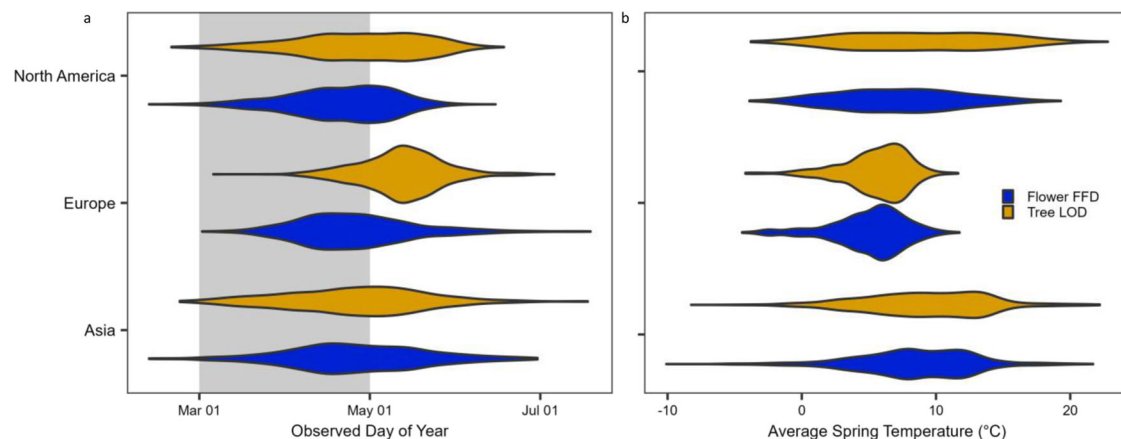 a
b
North America
Europe
Asia
Flower FFD
Tree LOD
Mar 01
May 01
Jul 01
-10
0
10
20
Observed Day of Year
Average Spring Temperature (°C)